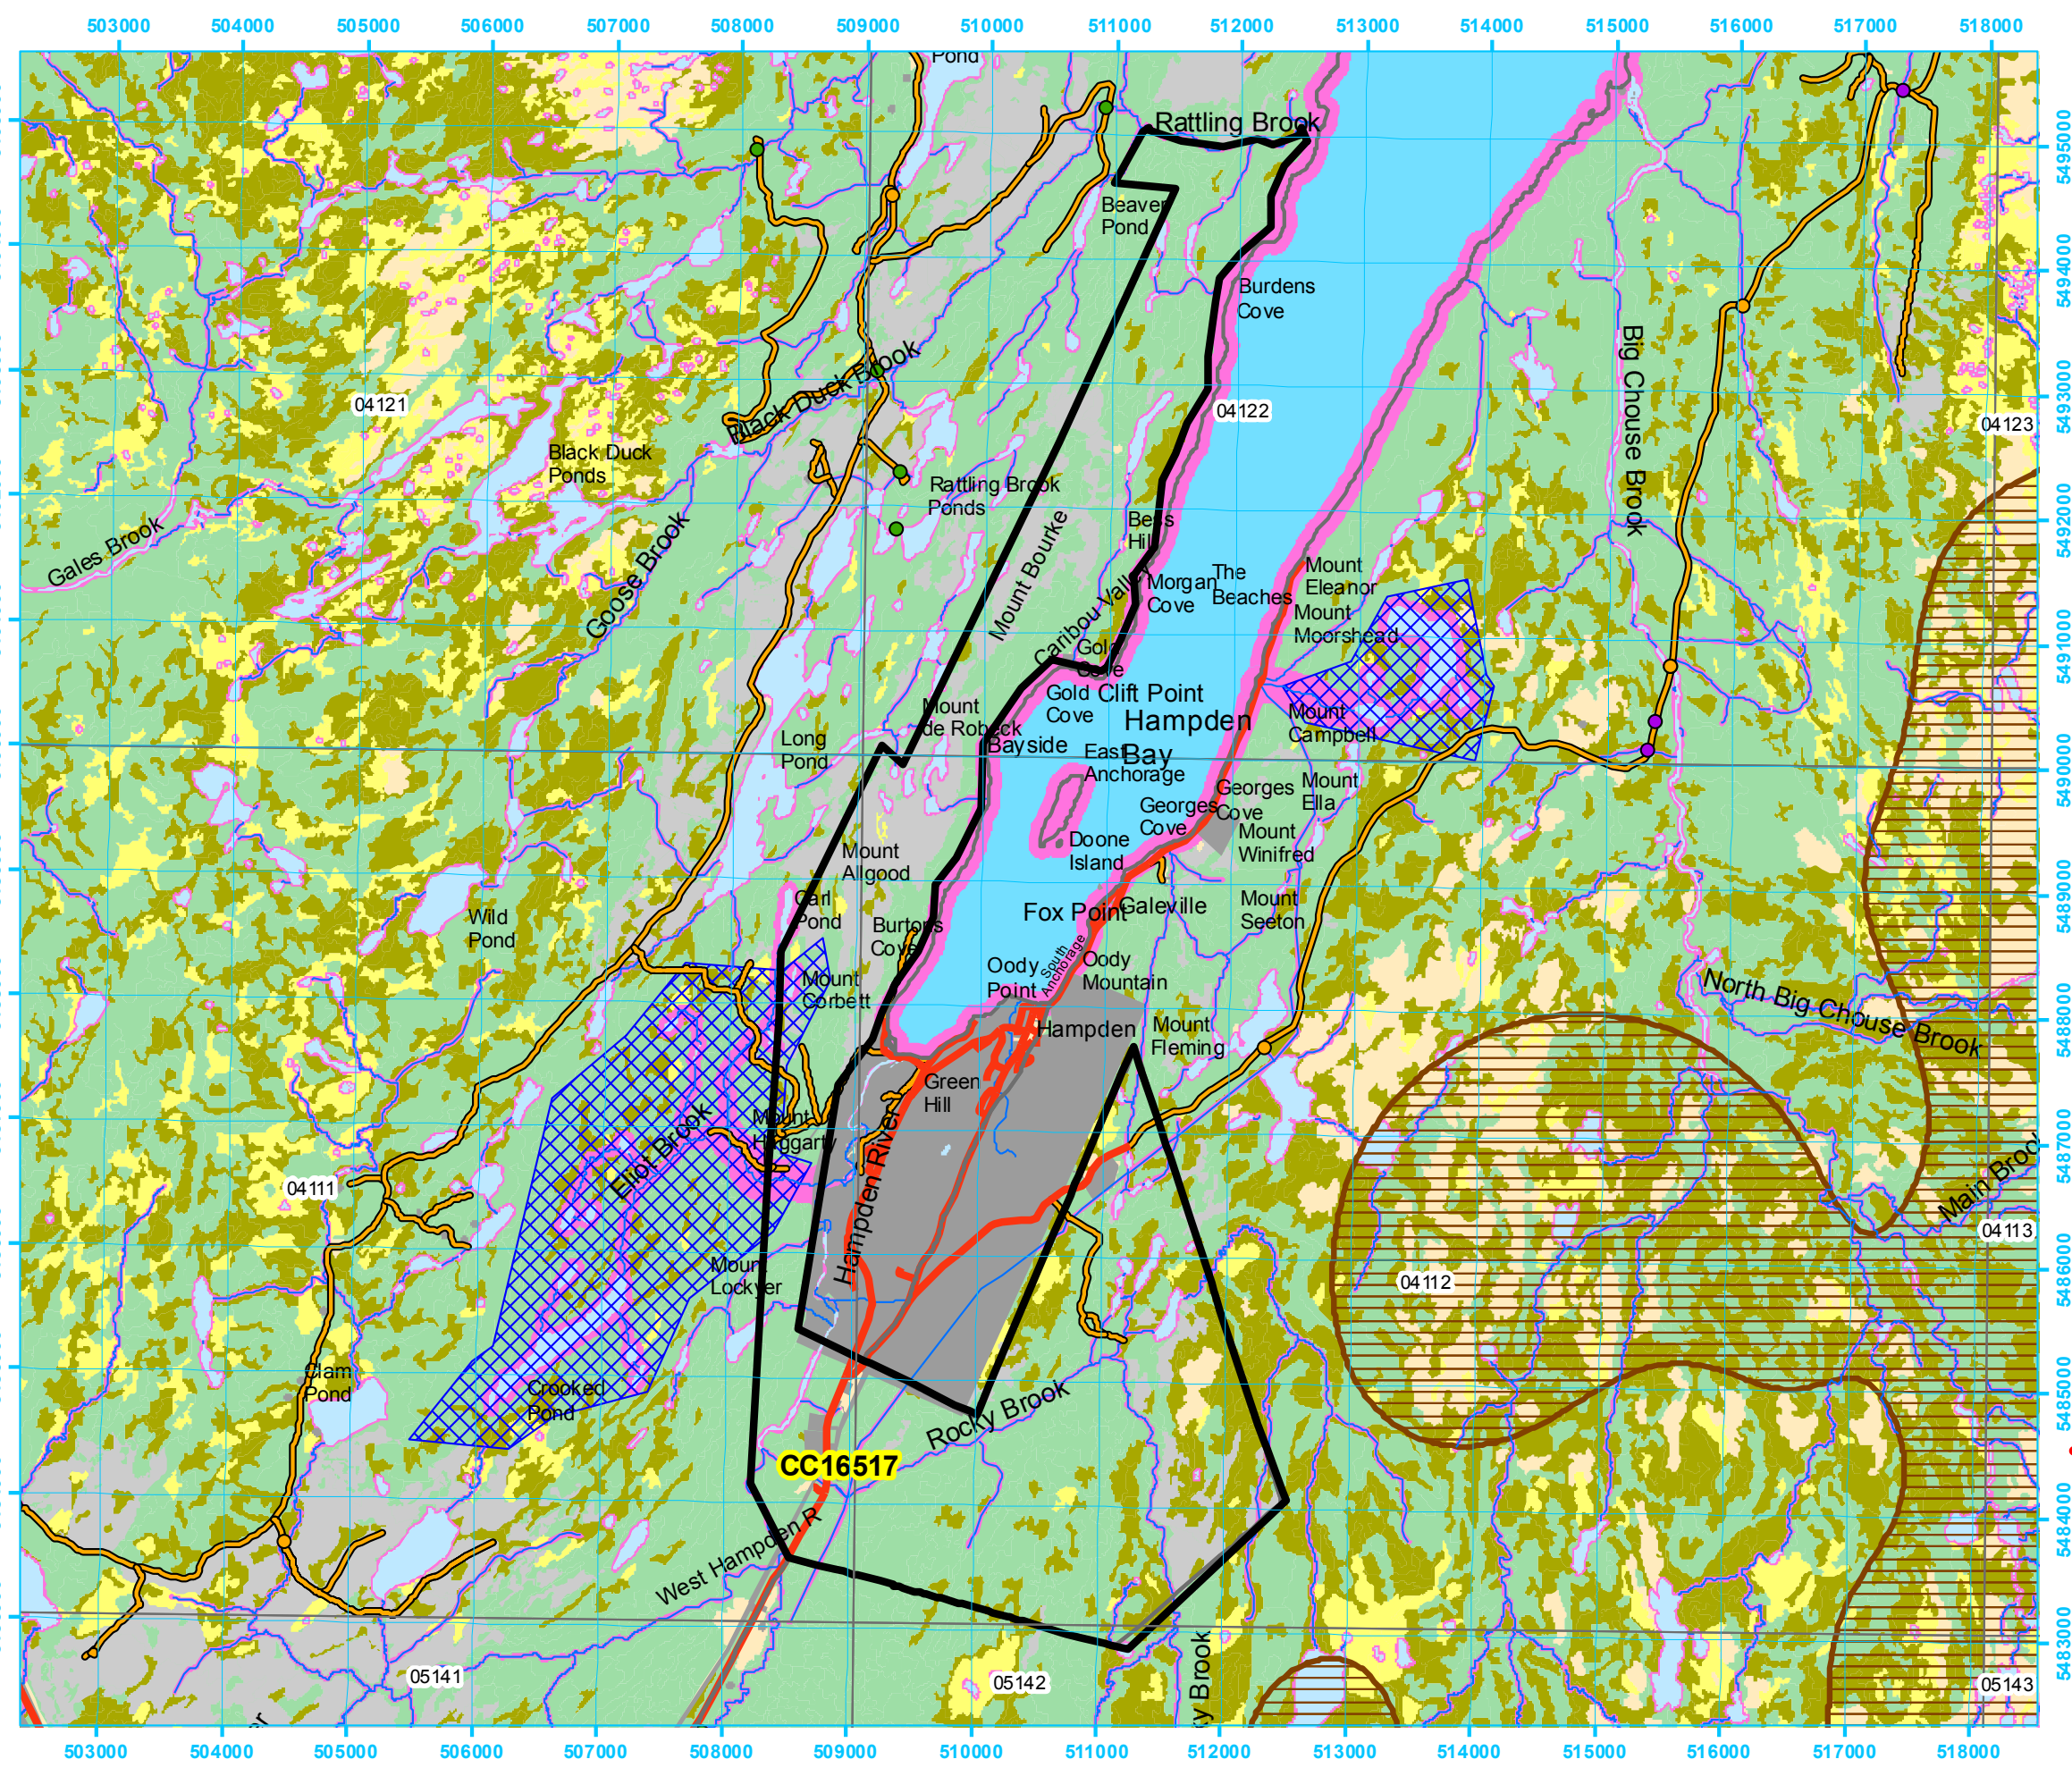 503000 504000 505000 506000 507000 508000 509000 510000 511000 512000 513000 514000 515000 516000 517000 518000
Pond
Rattling Brook
5495000
Beaver
Pond
5494000
Burdens
Cove
Big Chouse Brook
Black Duck Brook
5493000
04121
04122
04123
Black Duck
Ponds
Rattling Brook
Ponds
5492000
Gales Brook
Goose Brook
Mount Bourke
Bess
Hill
Caribou Valley
Morgan
Cove
The
Beaches
Mount
Eleanor
Mount
Moorshead
5491000
Gold
Cove
Gold
Cove
Clift Point
Hampden
Bay
Mount
de Robeck
Bayside
Mount
Campbell
Long
Pond
East
Anchorage
5490000
Georges
Cove
Georges
Cove
Mount
Ella
Mount
Winifred
Doone
Island
Mount
Allgood
5489000
Wild
Pond
Carl
Pond
Burtons
Cove
Fox Point
Galeville
Mount
Seeton
South
Anchorage
Oody
Point
Oody
Mountain
Mount
Corbett
North Big Chouse Brook
5488000
Hampden
Mount
Fleming
Green
Hill
Mount
Haggarty
5487000
Eliot Brook
Hampden River
04111
Main Brook
04113
5486000
Mount
Lockyer
04112
Clam
Pond
Crooked
Pond
5485000
Rocky Brook
CC16517
5484000
West Hampden R
5483000
05141
05142
05143
ky Brook
er
503000 504000 505000 506000 507000 508000 509000 510000 511000 512000 513000 514000 515000 516000 517000 518000